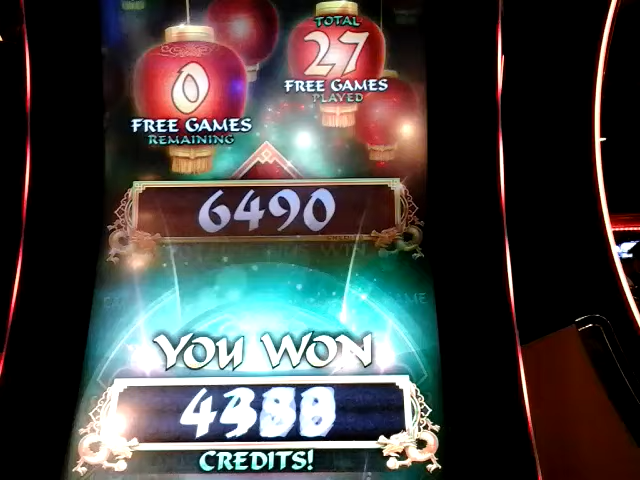 TOTAL
27
FREE GAMES
PLAYED
0
FREE GAMES
REMAINING
6490
YOU WON
CREDITS!